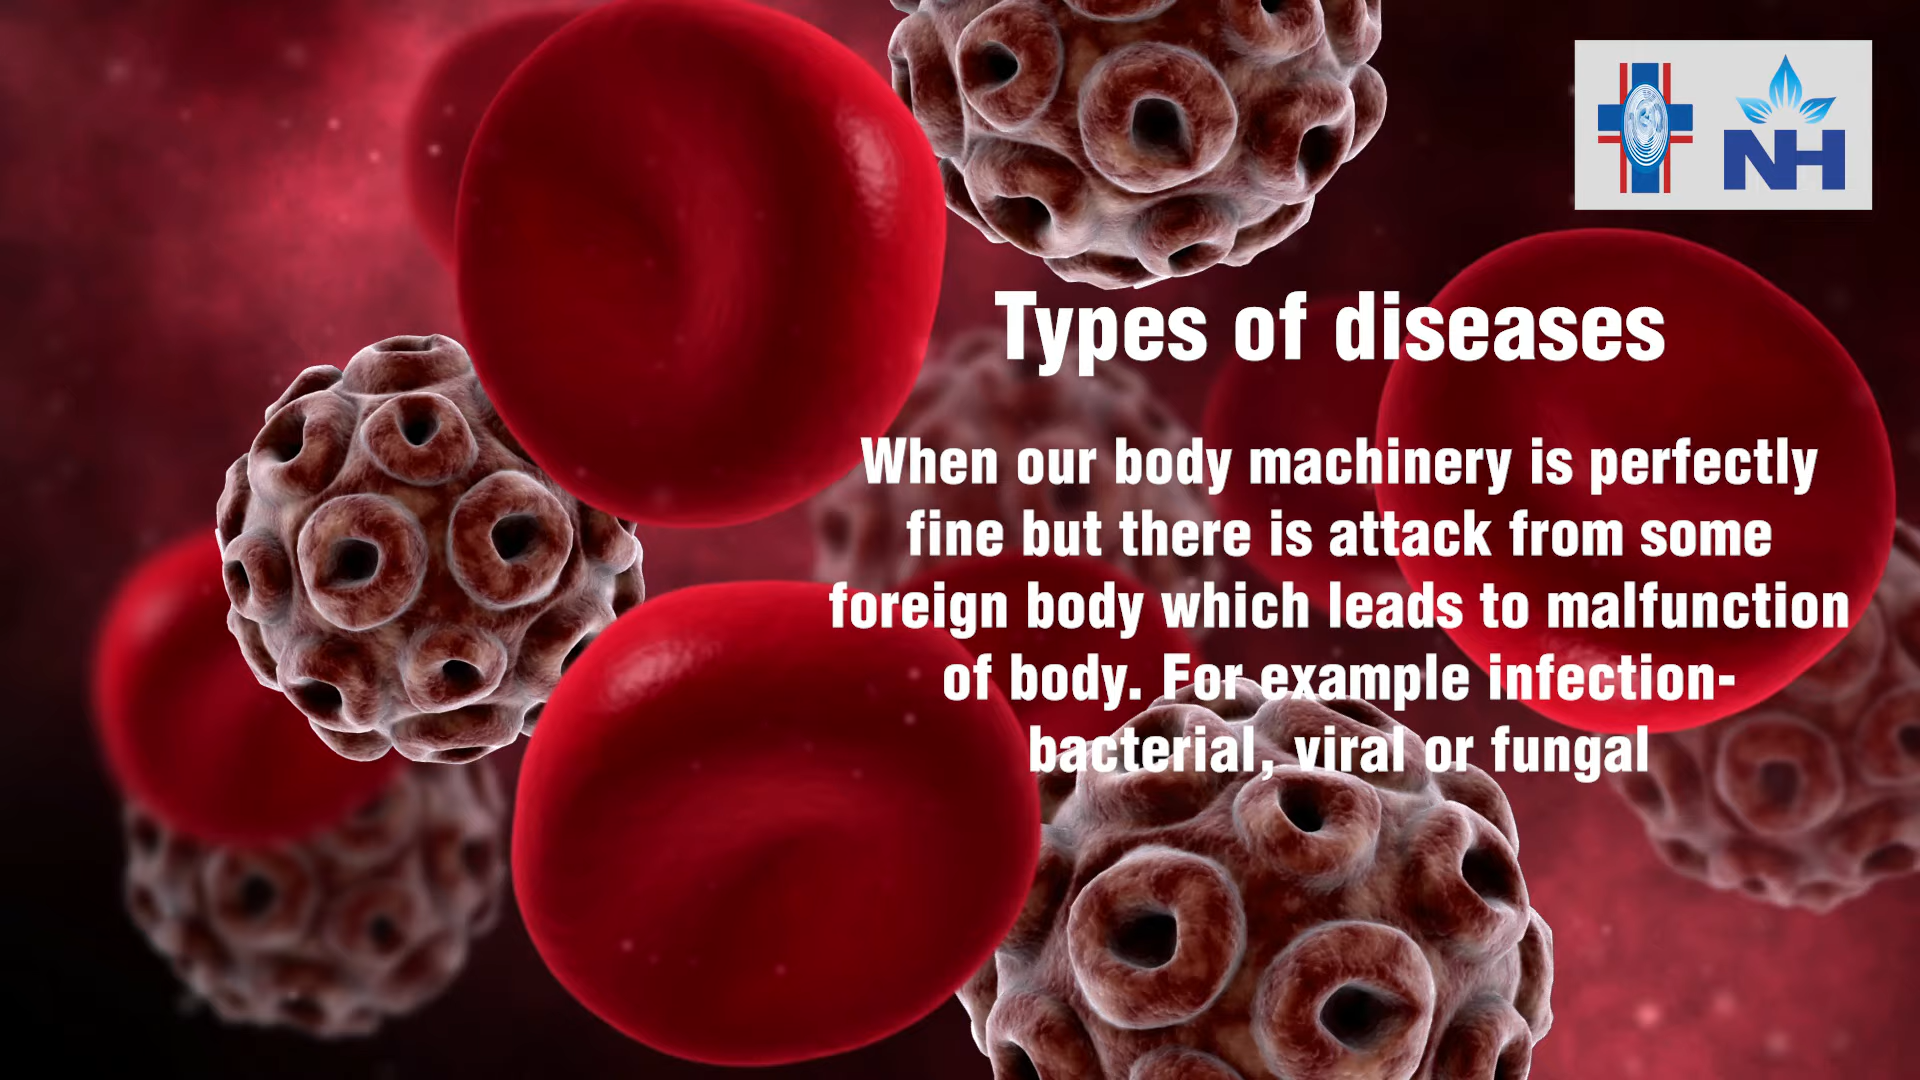 NH
Types of diseases
When our body machinery is perfectly
fine but there is attack from some
foreign body which leads to malfunction
of body. For example infection-
bacterial, viral or fungal